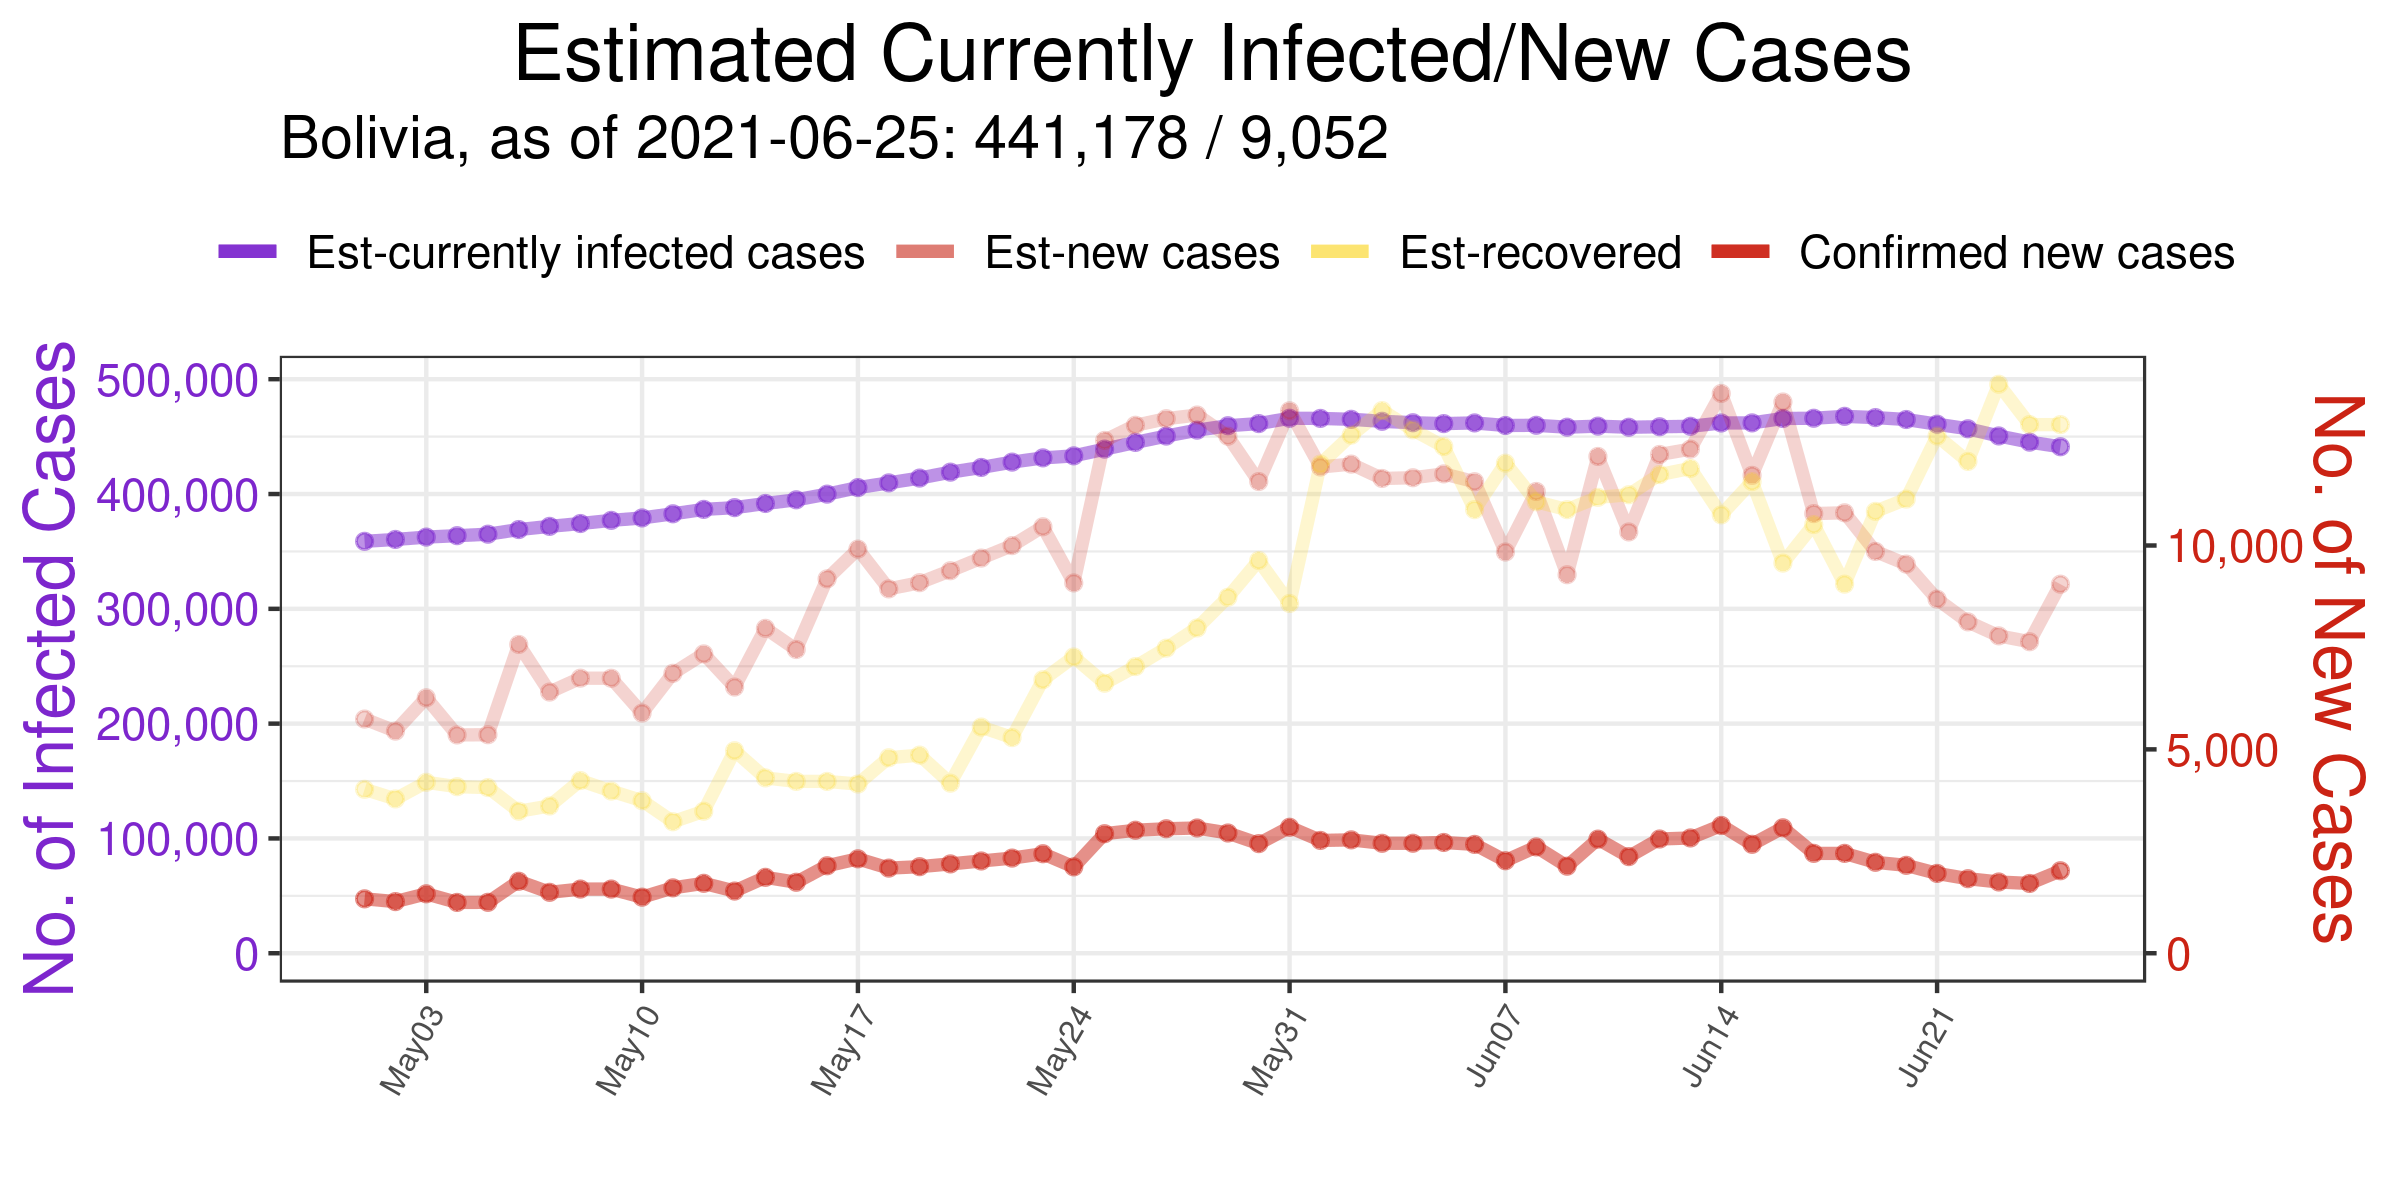 Estimated Currently Infected/New Cases
Bolivia, as of 2021-06-25: 441,178 / 9,052
Est-currently infected cases Est-new cases Est-recovered Confirmed new cases
No. of Infected Cases
500,000
400,000
300,000
200,000
100,000
0
10,000
5,000
0
No. of New Cases
May03 May10 May17 May24 May31 Jun07 Jun14 Jun21